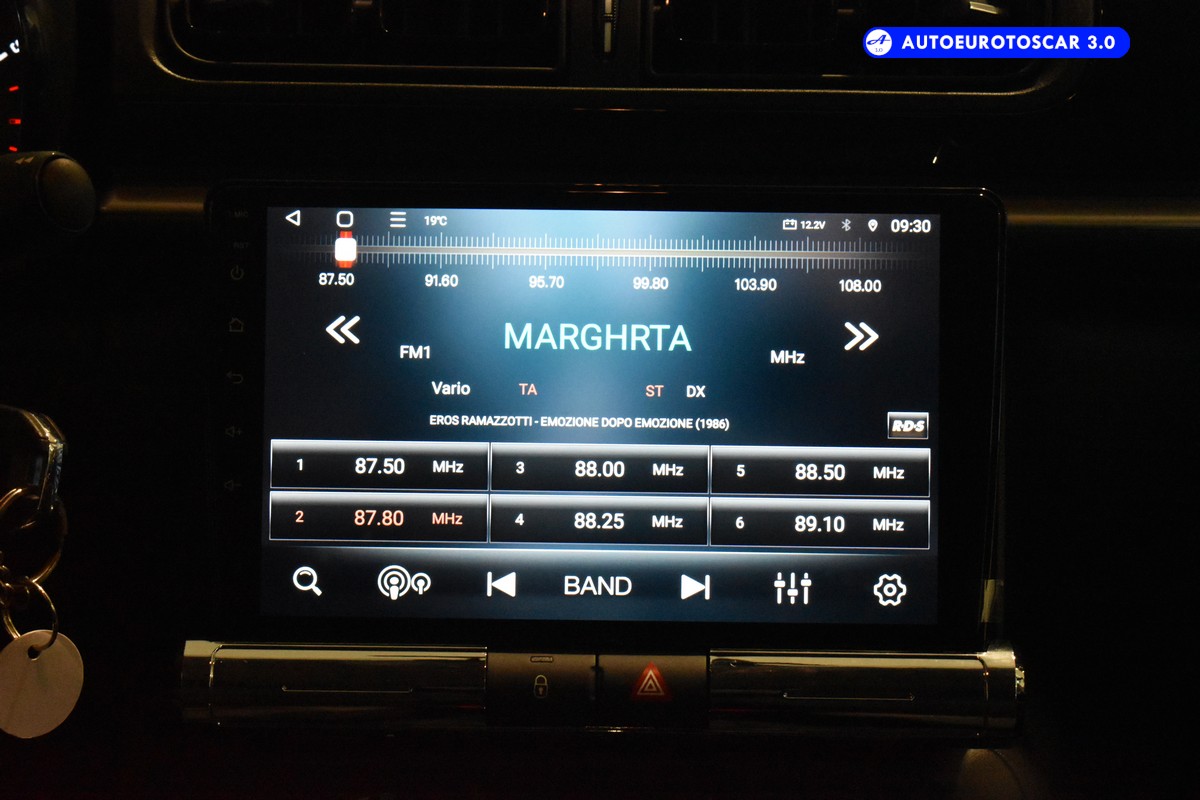 AUTOEUROTOSCAR 3.0
19°C 12.2V 09:30
87.50 91.60 95.70 99.80 103.90 108.00
MARGHRTA
FM1 MHz
Vario TA ST DX
EROS RAMAZZOTTI - EMOZIONE DOPO EMOZIONE (1986)
R·D·S
1 87.50 MHz 3 88.00 MHz 5 88.50 MHz
2 87.80 MHz 4 88.25 MHz 6 89.10 MHz
BAND